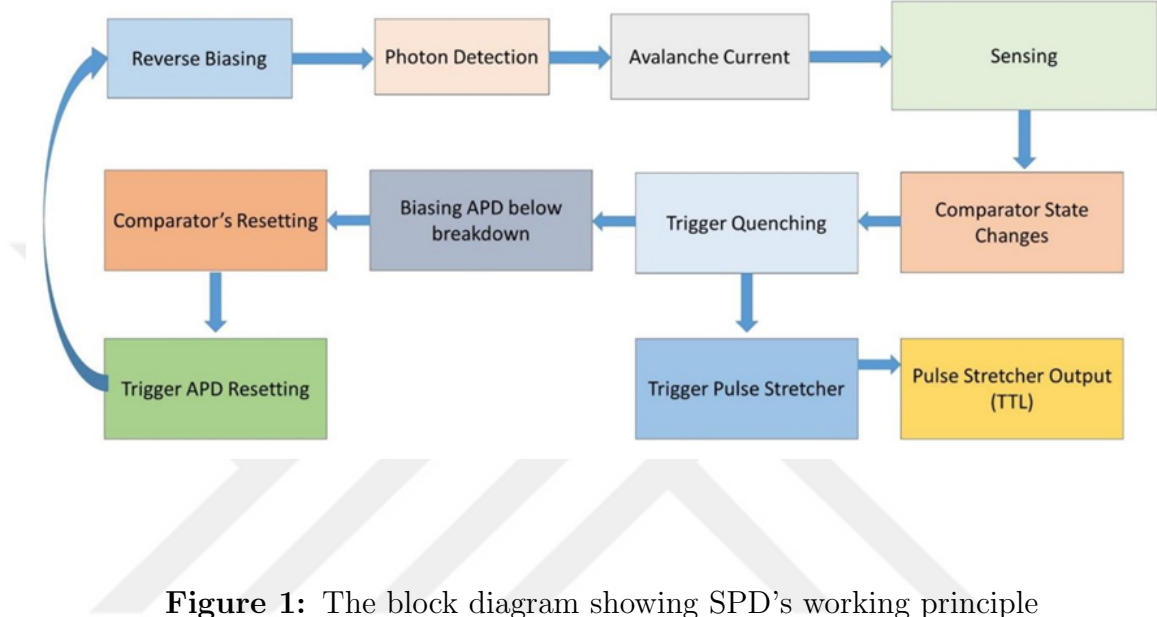 Reverse Biasing
Photon Detection
Avalanche Current
Sensing
Comparator's Resetting
Biasing APD below
breakdown
Trigger Quenching
Comparator State
Changes
Trigger APD Resetting
Trigger Pulse Stretcher
Pulse Stretcher Output
(TTL)
Figure 1: The block diagram showing SPD's working principle